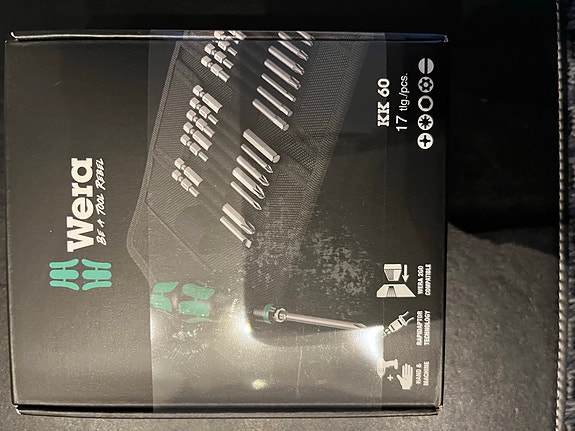 Wera
BE A TOOL REBEL
KK 60
17 tlg./pcs.
WERA 2GO
COMPATIBLE
RAPIDAPTOR
TECHNOLOGY
HAND &
MACHINE